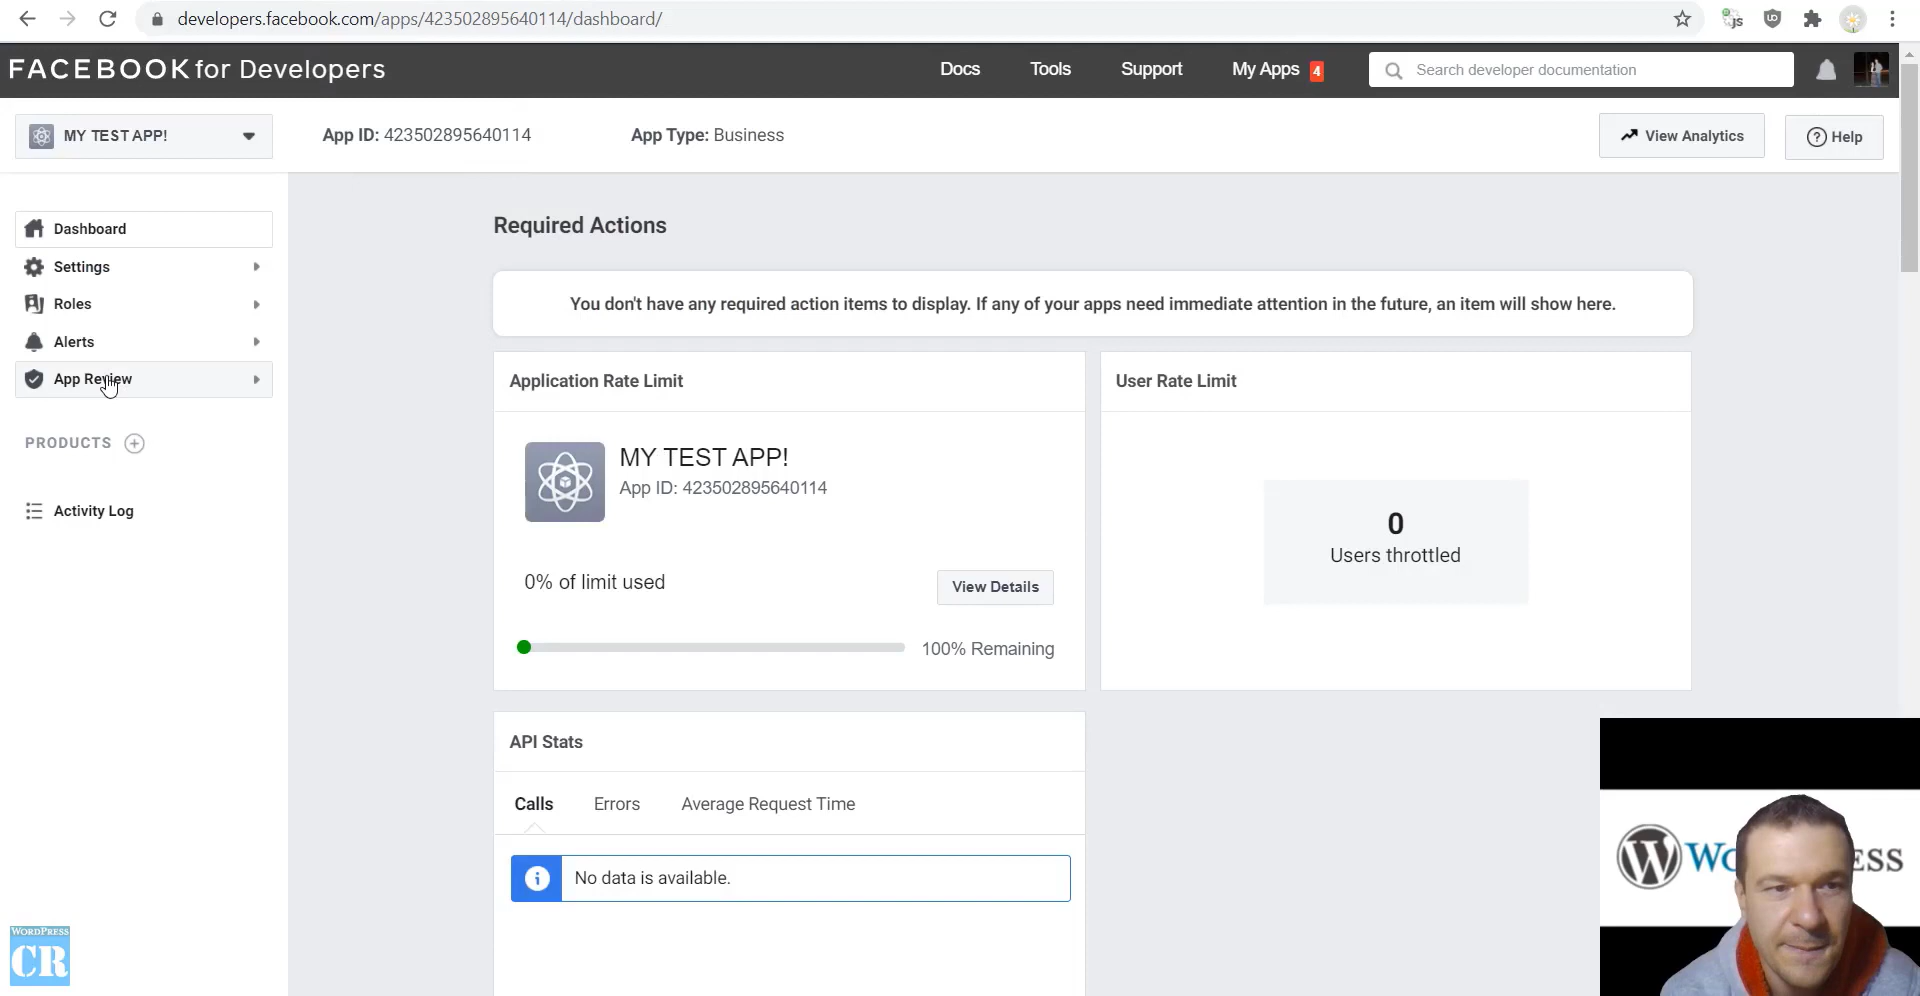 developers.facebook.com/apps/423502895640114/dashboard/
JS
FACEBOOK for Developers
Docs
Tools
Support
My Apps 4
Search developer documentation
MY TEST APP!
App ID: 423502895640114
App Type: Business
View Analytics
? Help
Dashboard
Settings
Roles
Alerts
App Review
PRODUCTS
Activity Log
Required Actions
You don't have any required action items to display. If any of your apps need immediate attention in the future, an item will show here.
Application Rate Limit
MY TEST APP!
App ID: 423502895640114
0% of limit used
View Details
100% Remaining
User Rate Limit
0
Users throttled
API Stats
Calls
Errors
Average Request Time
i No data is available.
WORDPRESS
CR